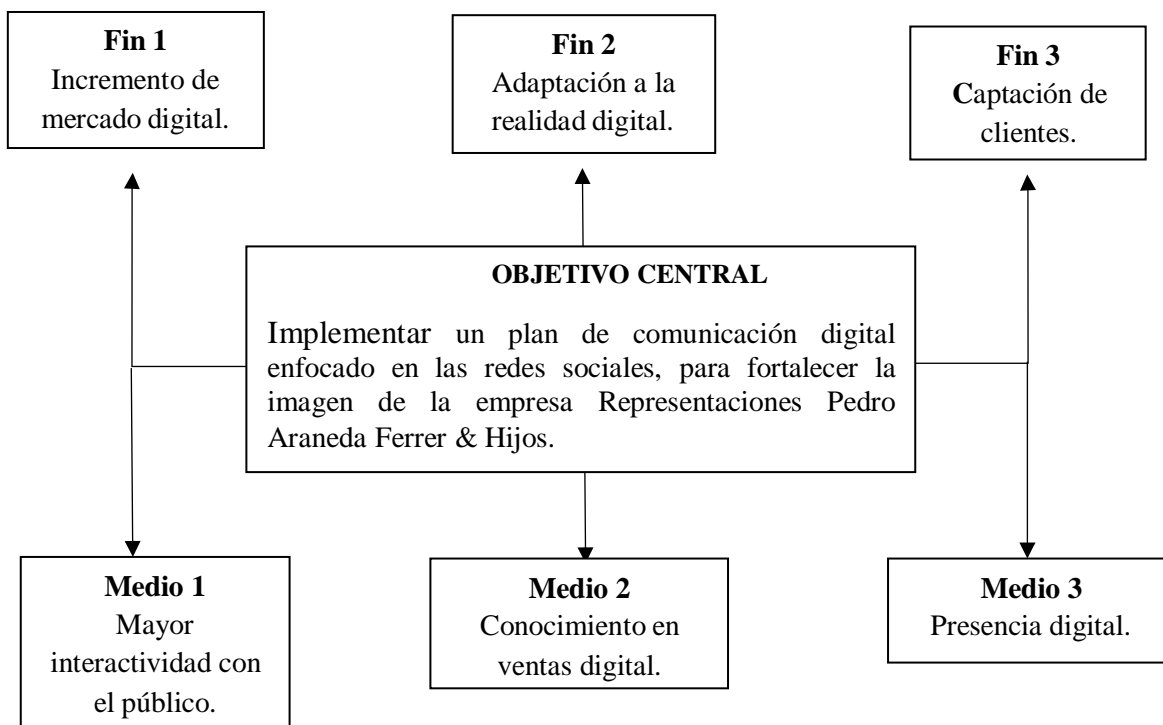 Fin 1
Incremento de
mercado digital.
Fin 2
Adaptación a la
realidad digital.
Fin 3
Captación de
clientes.
OBJETIVO CENTRAL
Implementar un plan de comunicación digital
enfocado en las redes sociales, para fortalecer la
imagen de la empresa Representaciones Pedro
Araneda Ferrer & Hijos.
Medio 1
Mayor
interactividad con
el público.
Medio 2
Conocimiento en
ventas digital.
Medio 3
Presencia digital.